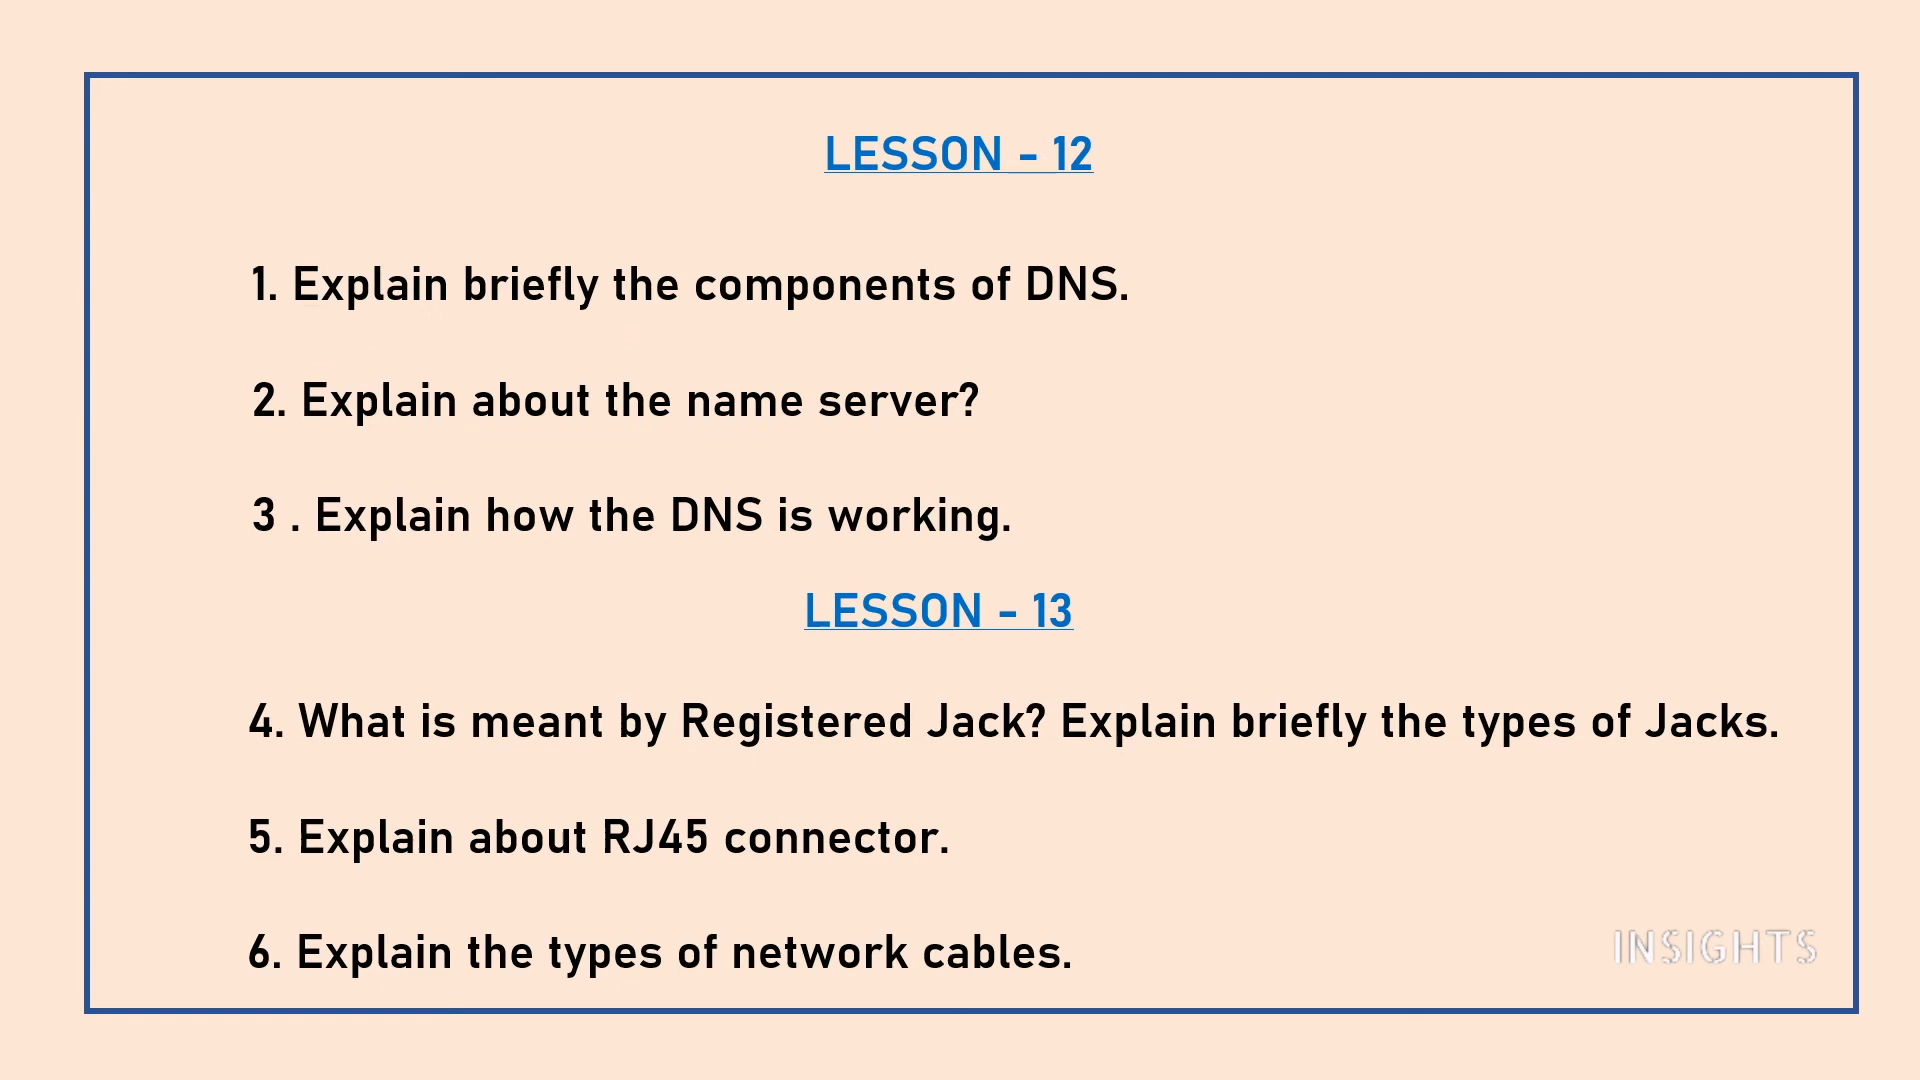 LESSON - 12
1. Explain briefly the components of DNS.
2. Explain about the name server?
3 . Explain how the DNS is working.
LESSON - 13
4. What is meant by Registered Jack? Explain briefly the types of Jacks.
5. Explain about RJ45 connector.
6. Explain the types of network cables.
INSIGHTS